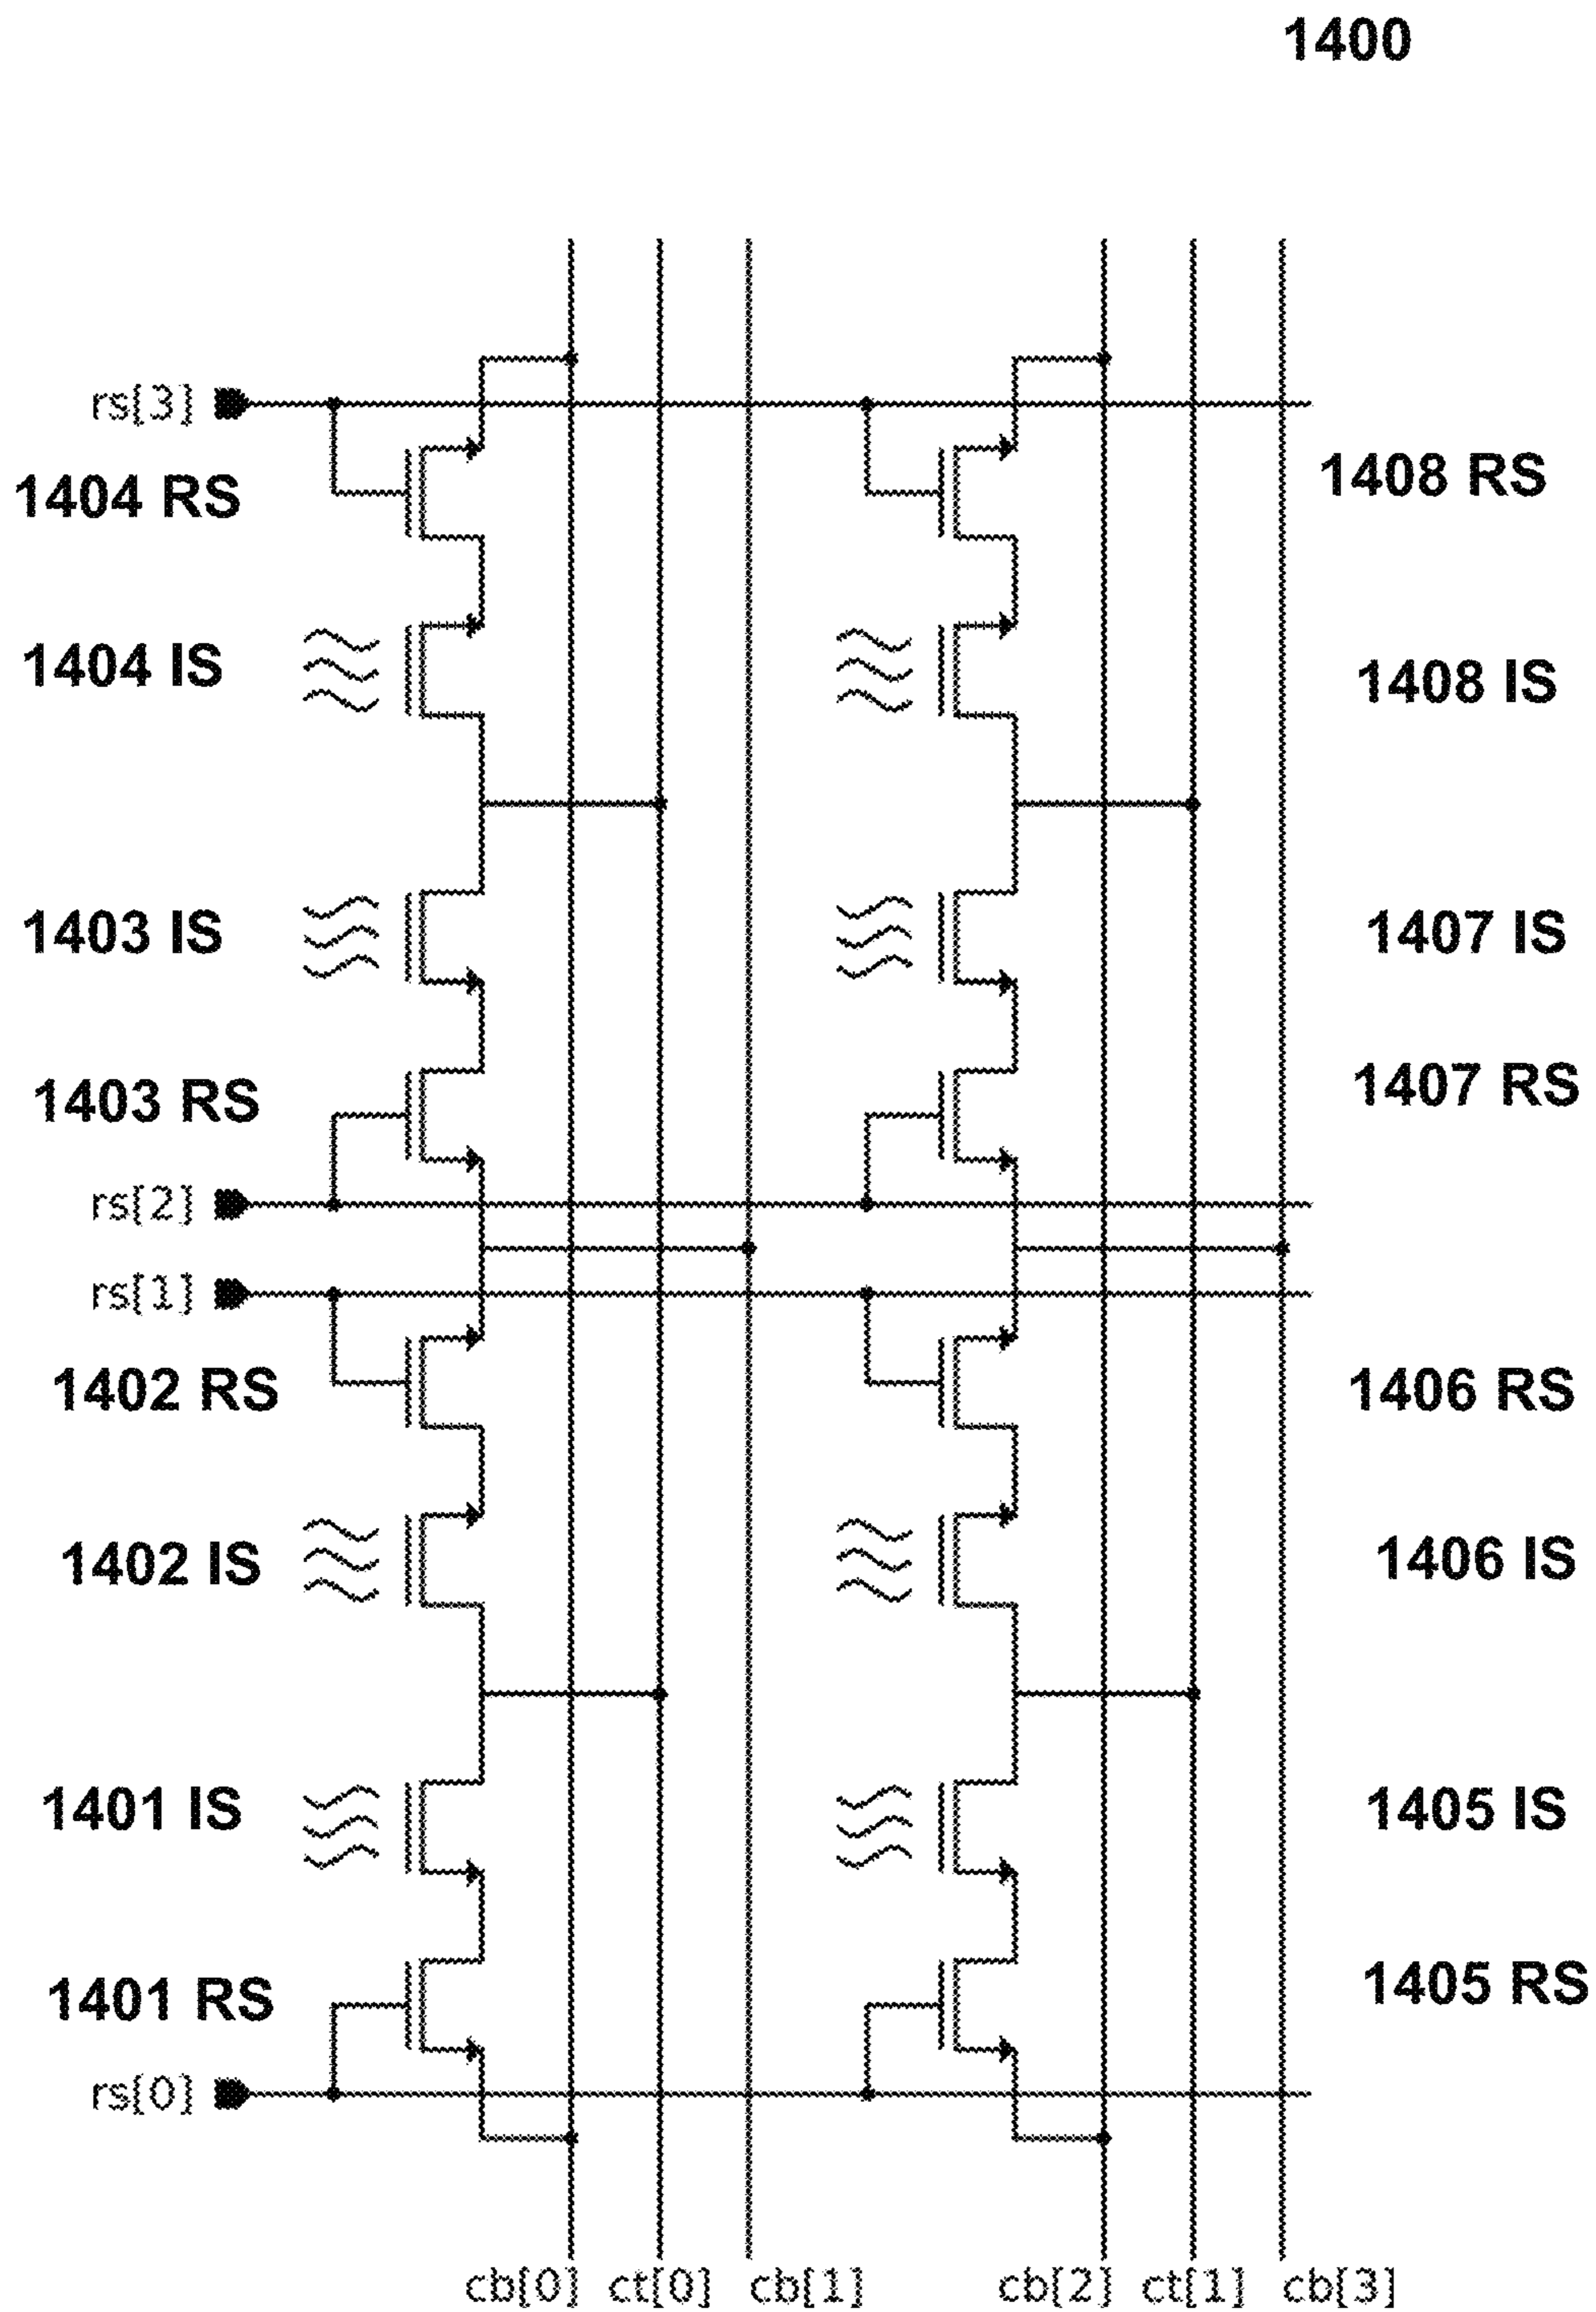 1400
rs[3]
1404 RS
1408 RS
1404 IS
1408 IS
1403 IS
1407 IS
1403 RS
1407 RS
rs[2]
rs[1]
1402 RS
1406 RS
1402 IS
1406 IS
1401 IS
1405 IS
1401 RS
1405 RS
rs[0]
cb[0] ct[0] cb[1] cb[2] ct[1] cb[3]